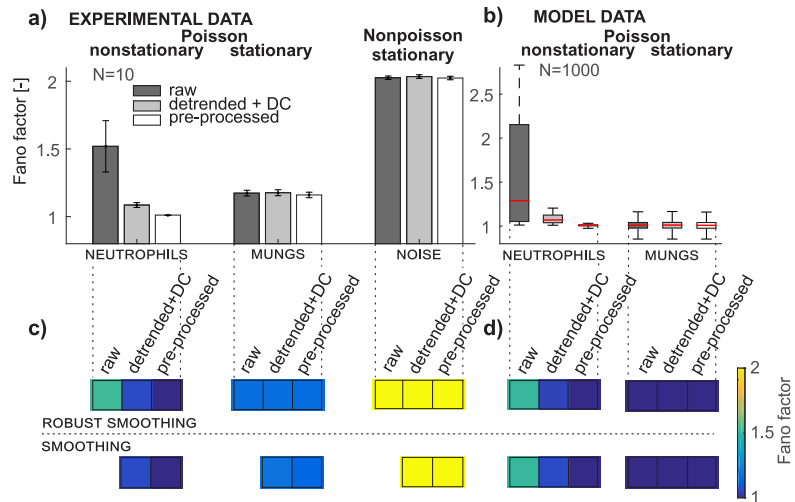 a) EXPERIMENTAL DATA
Poisson
nonstationary stationary
Nonpoisson
stationary
N=10
raw
detrended + DC
pre-processed
Fano factor [-]
2
1.5
1
NEUTROPHILS MUNGS NOISE
b) MODEL DATA
Poisson
nonstationary stationary
N=1000
2.5
2
1.5
1
NEUTROPHILS MUNGS
c)
raw detrended+DC pre-processed
raw detrended+DC pre-processed
raw detrended+DC pre-processed
d)
raw detrended+DC pre-processed
raw detrended+DC pre-processed
ROBUST SMOOTHING
SMOOTHING
2
1.5
1
Fano factor